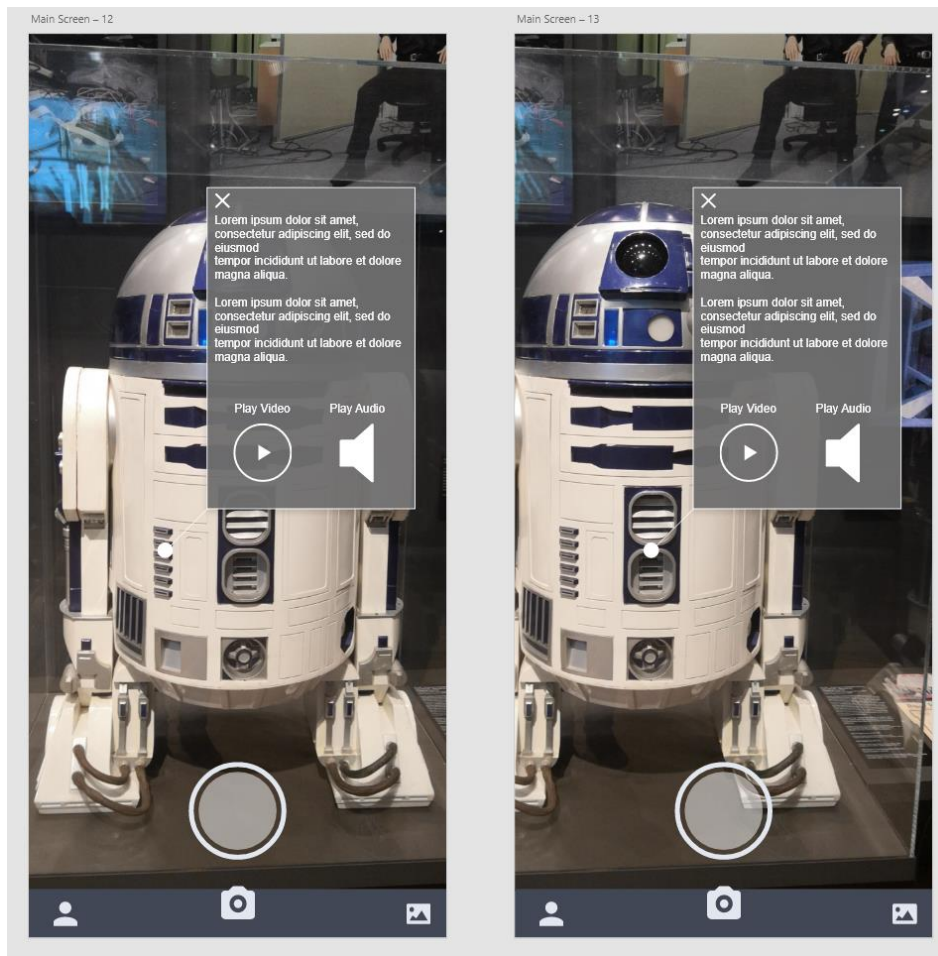 Main Screen – 12
Lorem ipsum dolor sit amet,
consectetur adipiscing elit, sed do
eiusmod
tempor incididunt ut labore et dolore
magna aliqua.
Lorem ipsum dolor sit amet,
consectetur adipiscing elit, sed do
eiusmod
tempor incididunt ut labore et dolore
magna aliqua.
Play Video
Play Audio
Main Screen – 13
Lorem ipsum dolor sit amet,
consectetur adipiscing elit, sed do
eiusmod
tempor incididunt ut labore et dolore
magna aliqua.
Lorem ipsum dolor sit amet,
consectetur adipiscing elit, sed do
eiusmod
tempor incididunt ut labore et dolore
magna aliqua.
Play Video
Play Audio